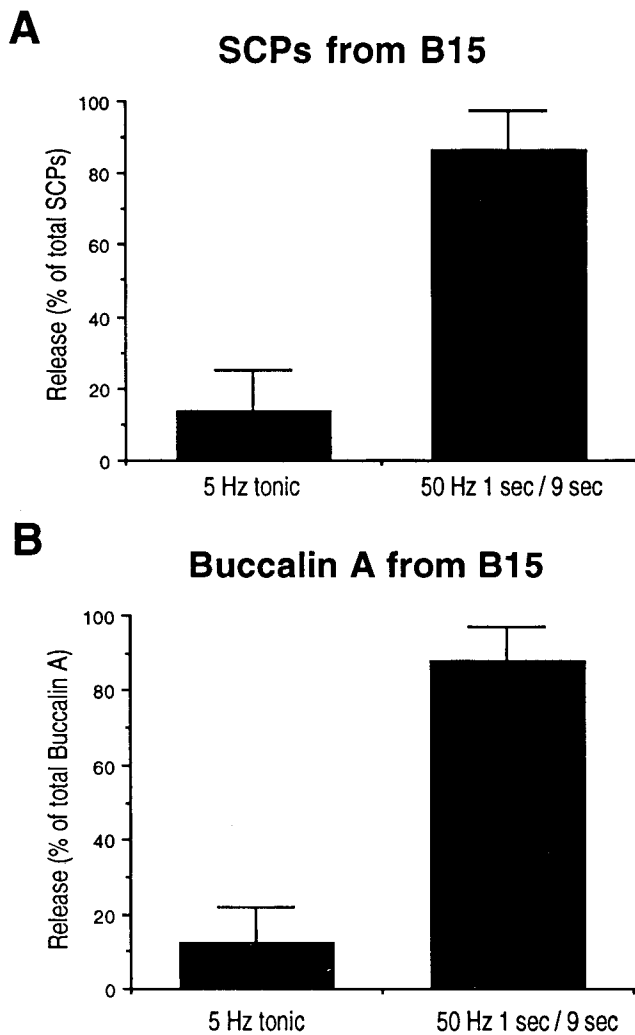 A
SCPs from B15
Release (% of total SCPs)
100
80
60
40
20
0
5 Hz tonic
50 Hz 1 sec / 9 sec
B
Buccalin A from B15
Release (% of total Buccalin A)
100
80
60
40
20
0
5 Hz tonic
50 Hz 1 sec / 9 sec